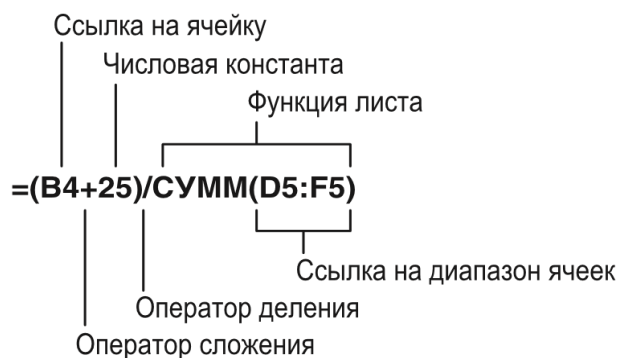 Ссылка на ячейку
Числовая константа
Функция листа
=(B4+25)/СУММ(D5:F5)
Ссылка на диапазон ячеек
Оператор деления
Оператор сложения